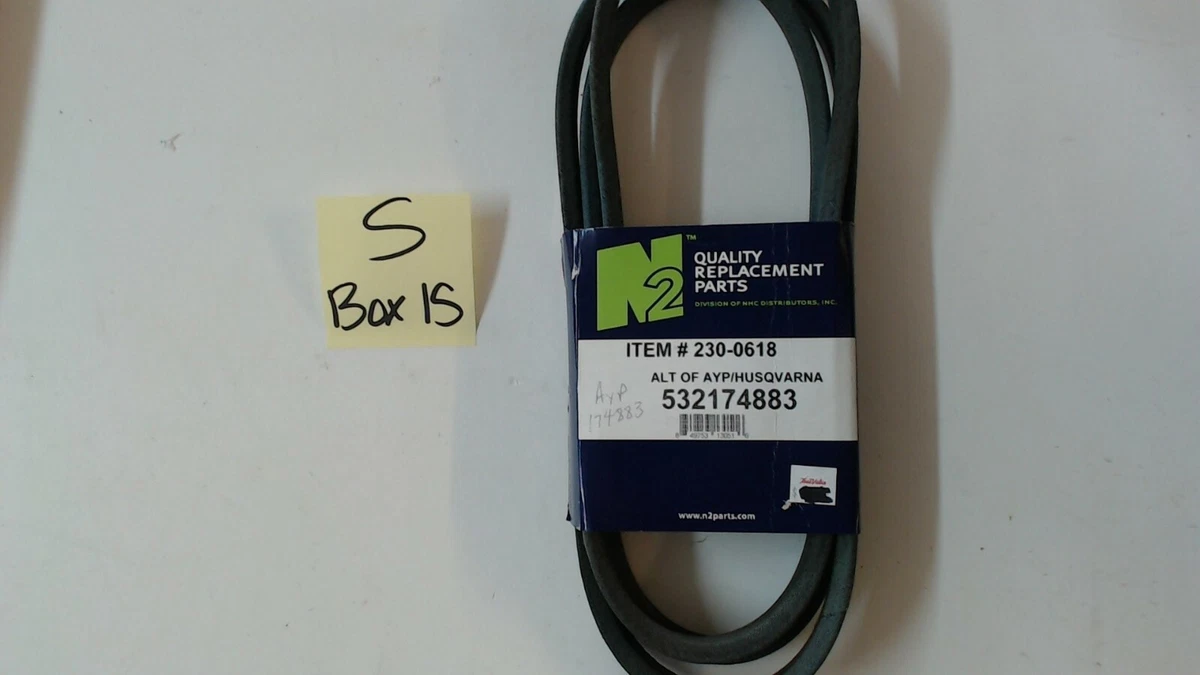 S
Box 15
N2™
QUALITY
REPLACEMENT
PARTS
DIVISION OF NHC DISTRIBUTORS, INC.
ITEM # 230-0618
ALT OF AYP/HUSQVARNA
532174883
AYP
174883
www.n2parts.com